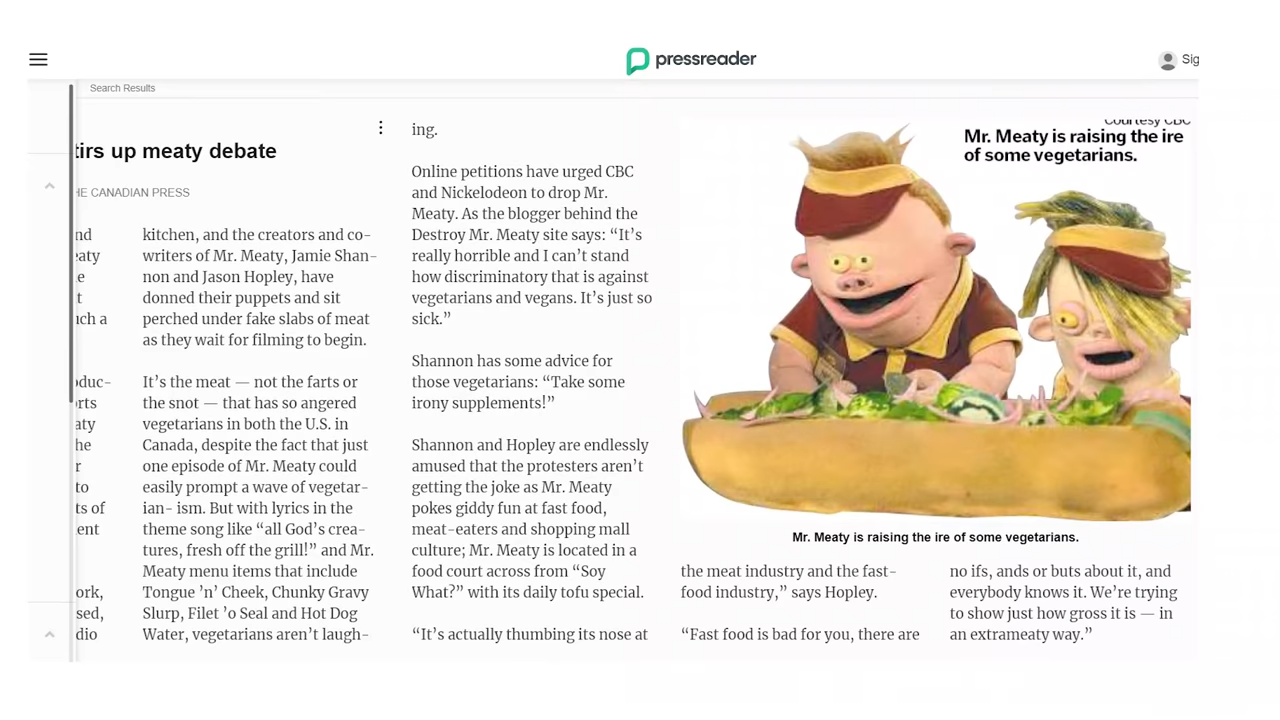 pressreader
Sig
Search Results
tirs up meaty debate
HE CANADIAN PRESS
nd
eaty
e
t
uch a
oduc-
orts
aty
he
r
to
ts of
ent
ork,
sed,
dio
kitchen, and the creators and co-
writers of Mr. Meaty, Jamie Shan-
non and Jason Hopley, have
donned their puppets and sit
perched under fake slabs of meat
as they wait for filming to begin.
It’s the meat — not the farts or
the snot — that has so angered
vegetarians in both the U.S. in
Canada, despite the fact that just
one episode of Mr. Meaty could
easily prompt a wave of vegetar-
ian- ism. But with lyrics in the
theme song like “all God’s crea-
tures, fresh off the grill!” and Mr.
Meaty menu items that include
Tongue ’n’ Cheek, Chunky Gravy
Slurp, Filet ’o Seal and Hot Dog
Water, vegetarians aren’t laugh-
ing.
Online petitions have urged CBC
and Nickelodeon to drop Mr.
Meaty. As the blogger behind the
Destroy Mr. Meaty site says: “It’s
really horrible and I can’t stand
how discriminatory that is against
vegetarians and vegans. It’s just so
sick.”
Shannon has some advice for
those vegetarians: “Take some
irony supplements!”
Shannon and Hopley are endlessly
amused that the protesters aren’t
getting the joke as Mr. Meaty
pokes giddy fun at fast food,
meat-eaters and shopping mall
culture; Mr. Meaty is located in a
food court across from “Soy
What?” with its daily tofu special.
“It’s actually thumbing its nose at
Courtesy CBC
Mr. Meaty is raising the ire
of some vegetarians.
Mr. Meaty is raising the ire of some vegetarians.
the meat industry and the fast-
food industry,” says Hopley.
“Fast food is bad for you, there are
no ifs, ands or buts about it, and
everybody knows it. We’re trying
to show just how gross it is — in
an extrameaty way.”